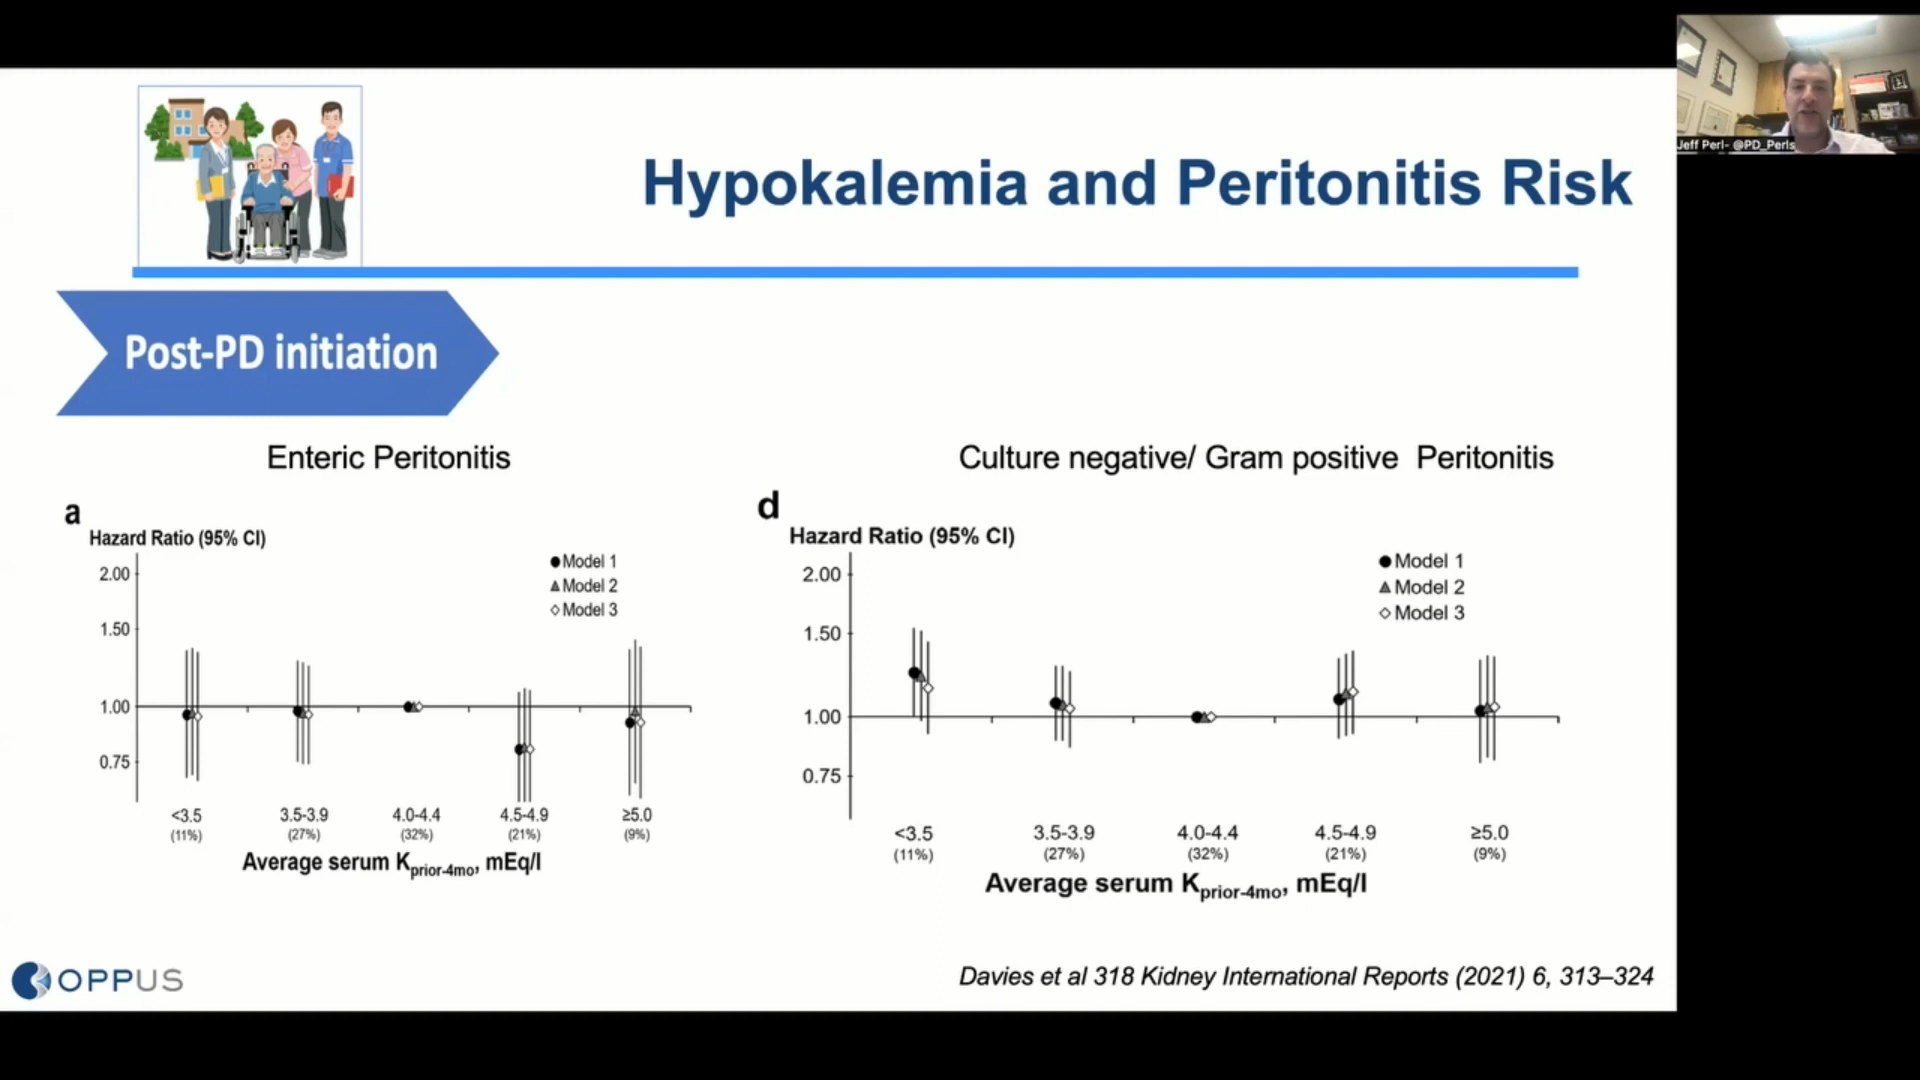 Jeff Perl- @PD_Perls
Hypokalemia and Peritonitis Risk
Post-PD initiation
Enteric Peritonitis
a
Hazard Ratio (95% CI)
Model 1
Model 2
Model 3
2.00
1.50
1.00
0.75
<3.5 3.5-3.9 4.0-4.4 4.5-4.9 ≥5.0
(11%) (27%) (32%) (21%) (9%)
Average serum Kprior-4mo, mEq/l
Culture negative/ Gram positive Peritonitis
d
Hazard Ratio (95% CI)
Model 1
Model 2
Model 3
2.00
1.50
1.00
0.75
<3.5 3.5-3.9 4.0-4.4 4.5-4.9 ≥5.0
(11%) (27%) (32%) (21%) (9%)
Average serum Kprior-4mo, mEq/l
OPPUS
Davies et al 318 Kidney International Reports (2021) 6, 313–324